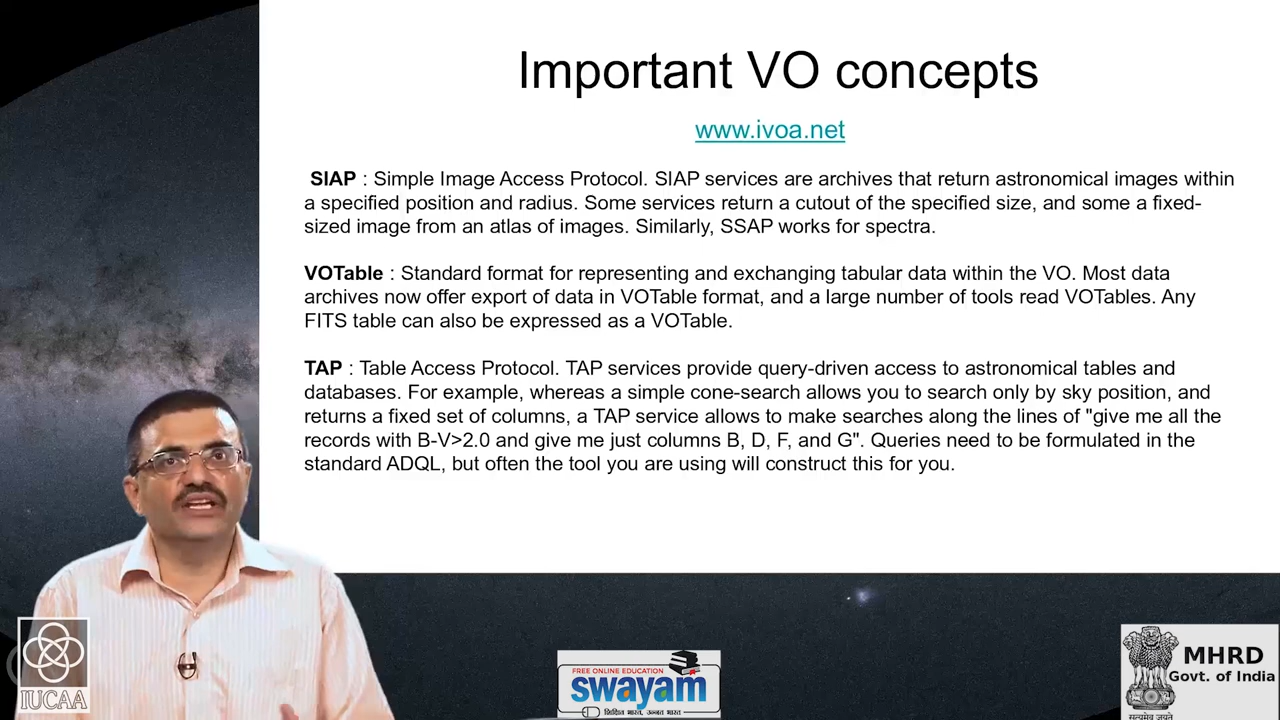 Important VO concepts
www.ivoa.net
SIAP : Simple Image Access Protocol. SIAP services are archives that return astronomical images within
a specified position and radius. Some services return a cutout of the specified size, and some a fixed-
sized image from an atlas of images. Similarly, SSAP works for spectra.
VOTable : Standard format for representing and exchanging tabular data within the VO. Most data
archives now offer export of data in VOTable format, and a large number of tools read VOTables. Any
FITS table can also be expressed as a VOTable.
TAP : Table Access Protocol. TAP services provide query-driven access to astronomical tables and
databases. For example, whereas a simple cone-search allows you to search only by sky position, and
returns a fixed set of columns, a TAP service allows to make searches along the lines of "give me all the
records with B-V>2.0 and give me just columns B, D, F, and G". Queries need to be formulated in the
standard ADQL, but often the tool you are using will construct this for you.
IUCAA
FREE ONLINE EDUCATION
swayam
शिक्षित भारत, उन्नत भारत
MHRD
Govt. of India
सत्यमेव जयते